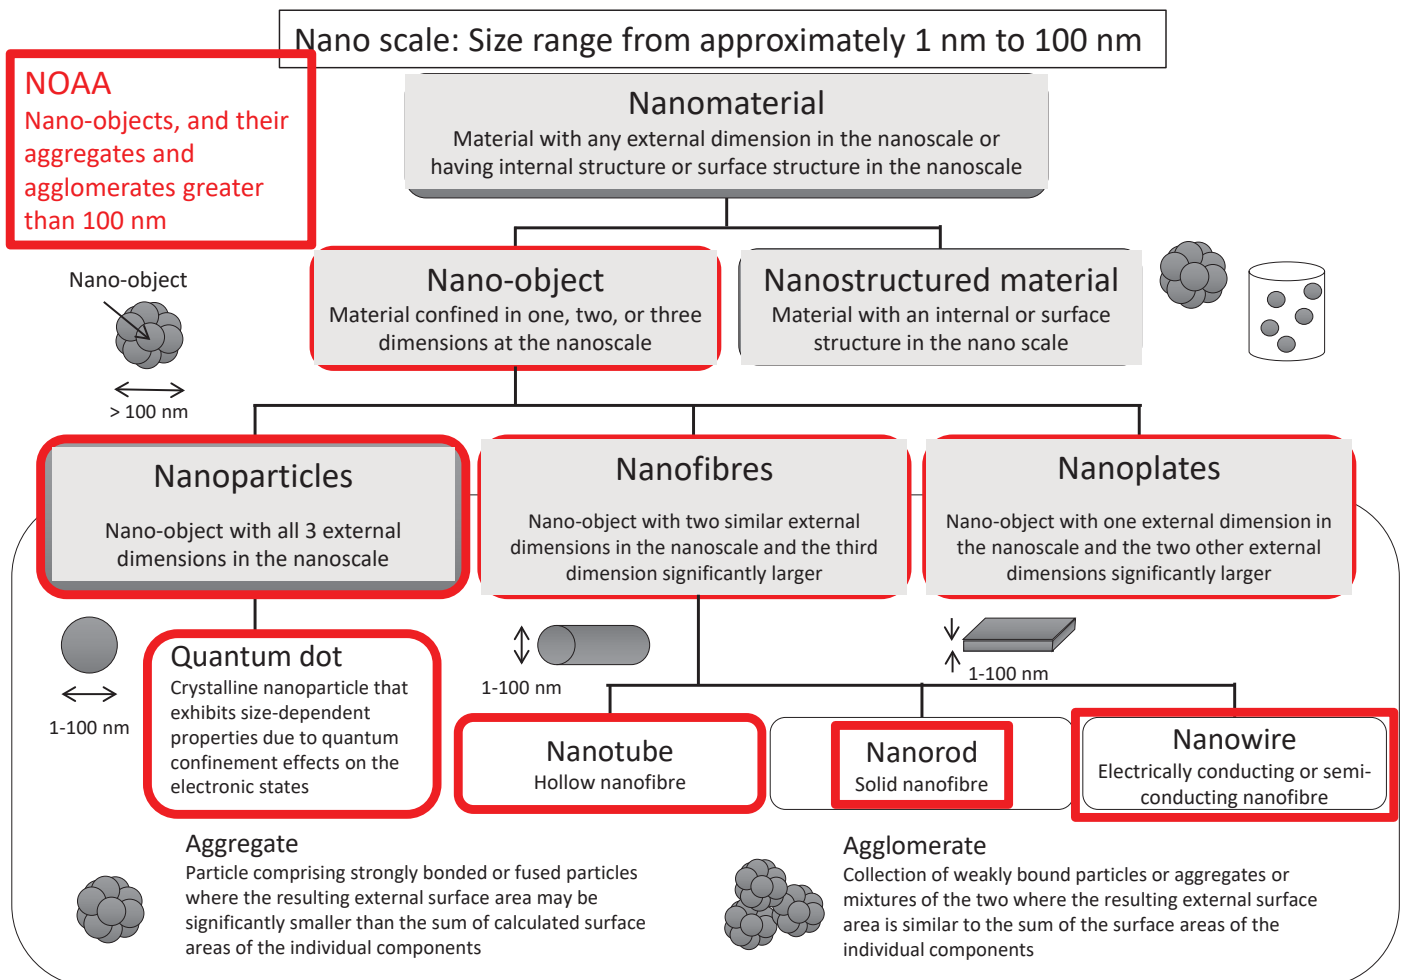 Nano scale: Size range from approximately 1 nm to 100 nm
NOAA
Nano-objects, and their
aggregates and
agglomerates greater
than 100 nm
Nanomaterial
Material with any external dimension in the nanoscale or
having internal structure or surface structure in the nanoscale
Nano-object
> 100 nm
Nano-object
Material confined in one, two, or three
dimensions at the nanoscale
Nanostructured material
Material with an internal or surface
structure in the nano scale
Nanoparticles
Nano-object with all 3 external
dimensions in the nanoscale
Nanofibres
Nano-object with two similar external
dimensions in the nanoscale and the third
dimension significantly larger
Nanoplates
Nano-object with one external dimension in
the nanoscale and the two other external
dimensions significantly larger
1-100 nm
Quantum dot
Crystalline nanoparticle that
exhibits size-dependent
properties due to quantum
confinement effects on the
electronic states
1-100 nm
1-100 nm
Nanotube
Hollow nanofibre
Nanorod
Solid nanofibre
Nanowire
Electrically conducting or semi-
conducting nanofibre
Aggregate
Particle comprising strongly bonded or fused particles
where the resulting external surface area may be
significantly smaller than the sum of calculated surface
areas of the individual components
Agglomerate
Collection of weakly bound particles or aggregates or
mixtures of the two where the resulting external surface
area is similar to the sum of the surface areas of the
individual components